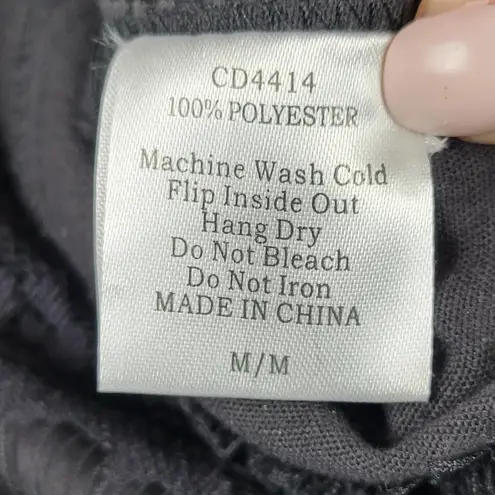 CD4414
100% POLYESTER
Machine Wash Cold
Flip Inside Out
Hang Dry
Do Not Bleach
Do Not Iron
MADE IN CHINA
M/M